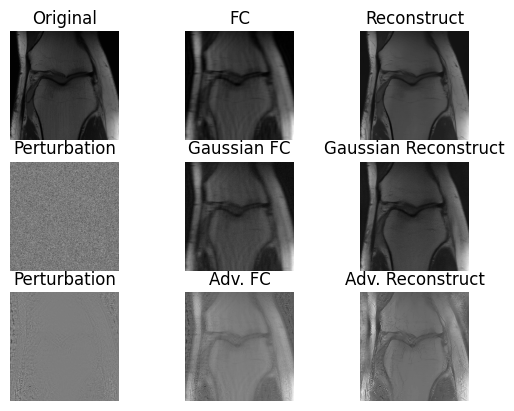 Original
FC
Reconstruct
Perturbation
Gaussian FC
Gaussian Reconstruct
Perturbation
Adv. FC
Adv. Reconstruct